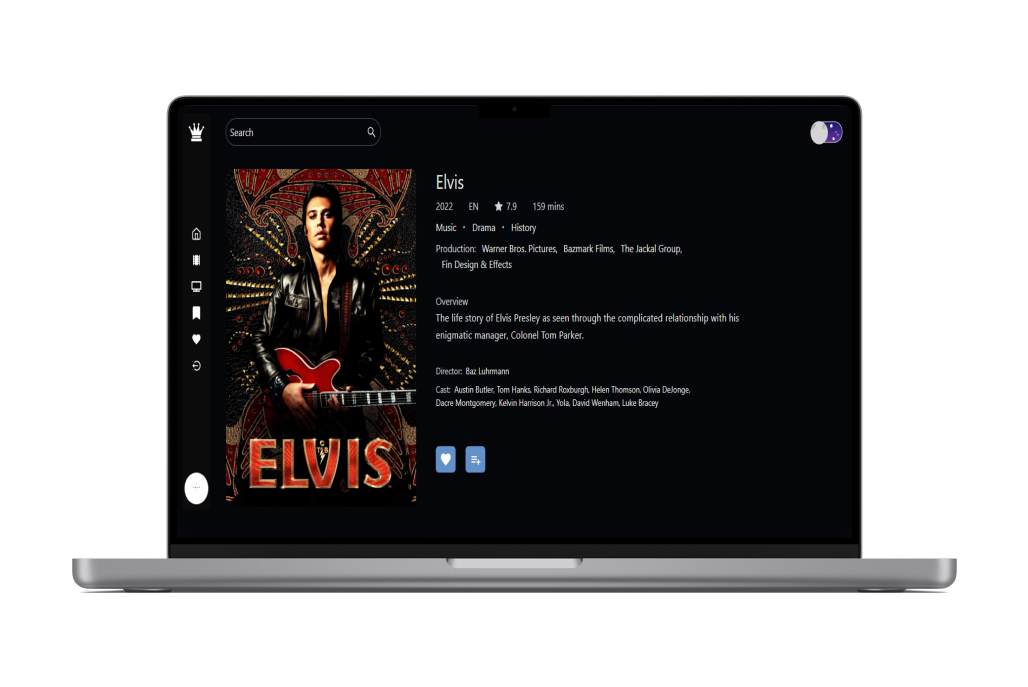 Search
Elvis
2022 EN 7.9 159 mins
Music • Drama • History
Production: Warner Bros. Pictures, Bazmark Films, The Jackal Group,
Fin Design & Effects
Overview
The life story of Elvis Presley as seen through the complicated relationship with his
enigmatic manager, Colonel Tom Parker.
Director: Baz Luhrmann
Cast: Austin Butler, Tom Hanks, Richard Roxburgh, Helen Thomson, Olivia DeJonge,
Dacre Montgomery, Kelvin Harrison Jr., Yola, David Wenham, Luke Bracey
ELVIS
TCB